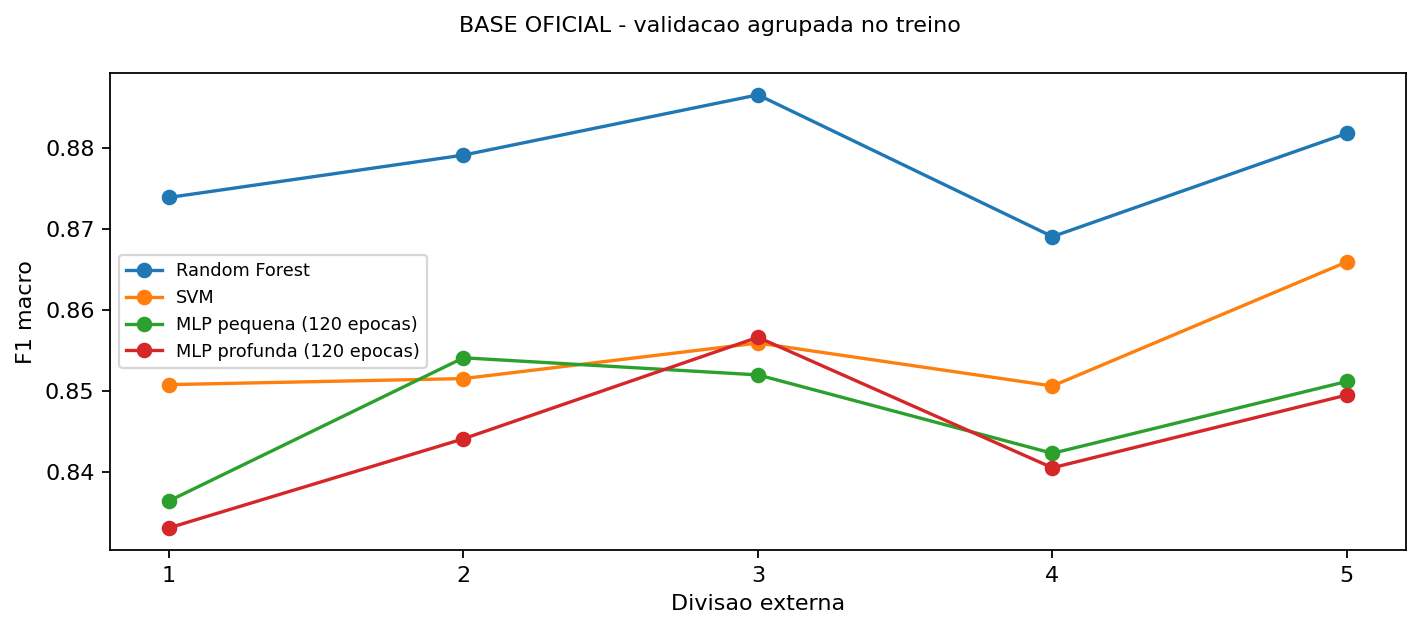 BASE OFICIAL - validacao agrupada no treino
F1 macro
0.88
0.87
0.86
0.85
0.84
Random Forest
SVM
MLP pequena (120 epocas)
MLP profunda (120 epocas)
1 2 3 4 5
Divisao externa